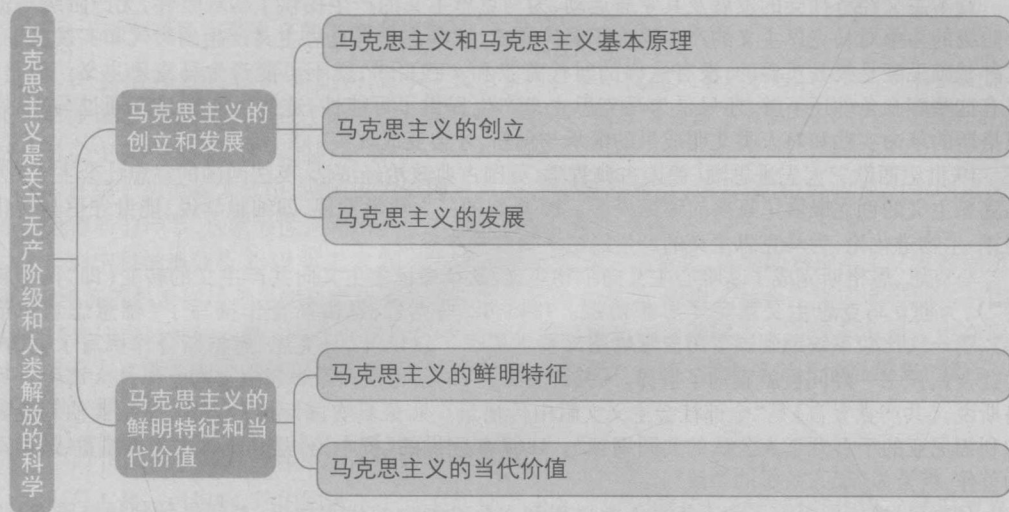 马克思主义是关于无产阶级和人类解放的科学
马克思主义的
创立和发展
马克思主义和马克思主义基本原理
马克思主义的创立
马克思主义的发展
马克思主义的
鲜明特征和当
代价值
马克思主义的鲜明特征
马克思主义的当代价值